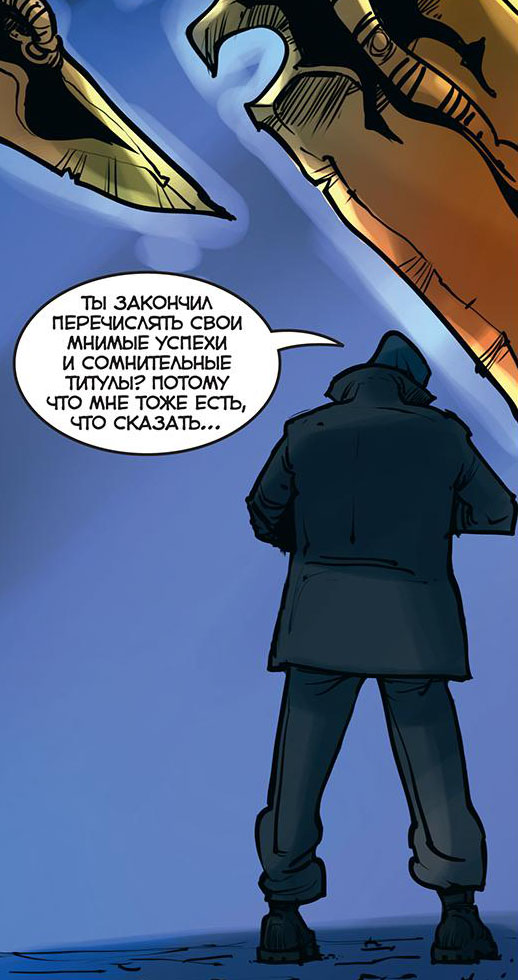 ТЫ ЗАКОНЧИЛ
ПЕРЕЧИСЛЯТЬ СВОИ
МНИМЫЕ УСПЕХИ
И СОМНИТЕЛЬНЫЕ
ТИТУЛЫ? ПОТОМУ
ЧТО МНЕ ТОЖЕ ЕСТЬ,
ЧТО СКАЗАТЬ...